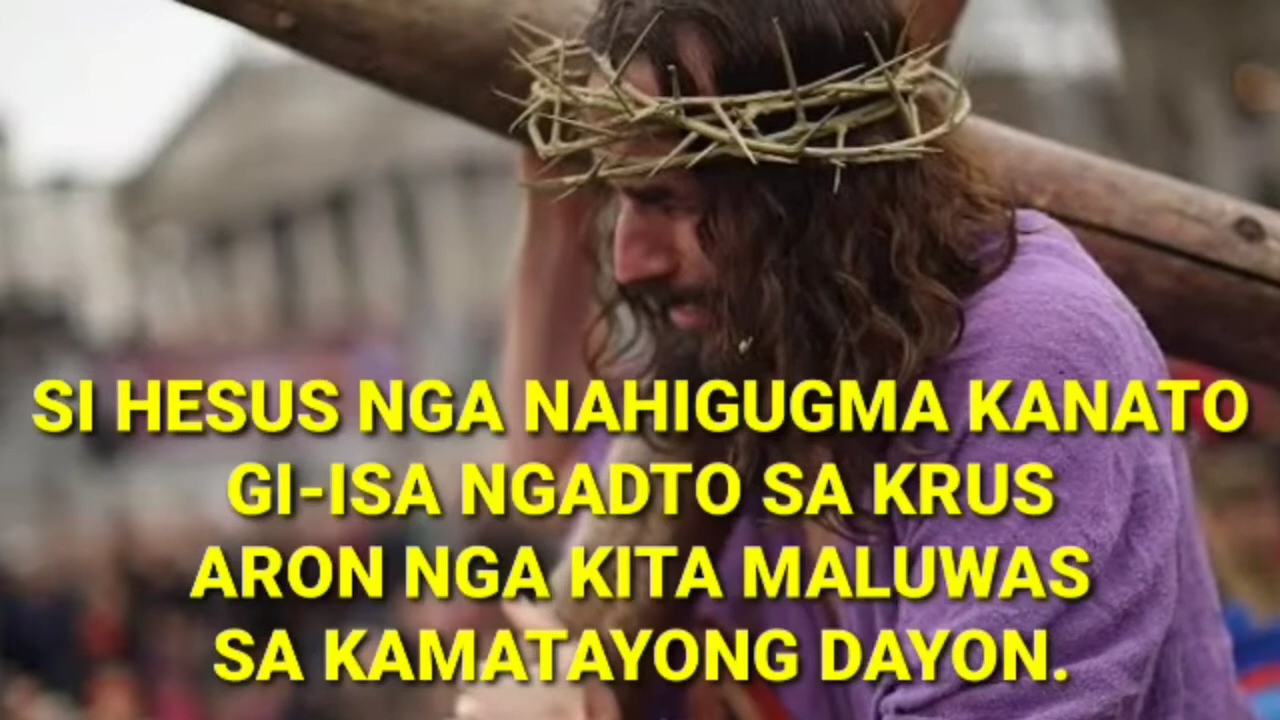 SI HESUS NGA NAHIGUGMA KANATO
GI-ISA NGADTO SA KRUS
ARON NGA KITA MALUWAS
SA KAMATAYONG DAYON.